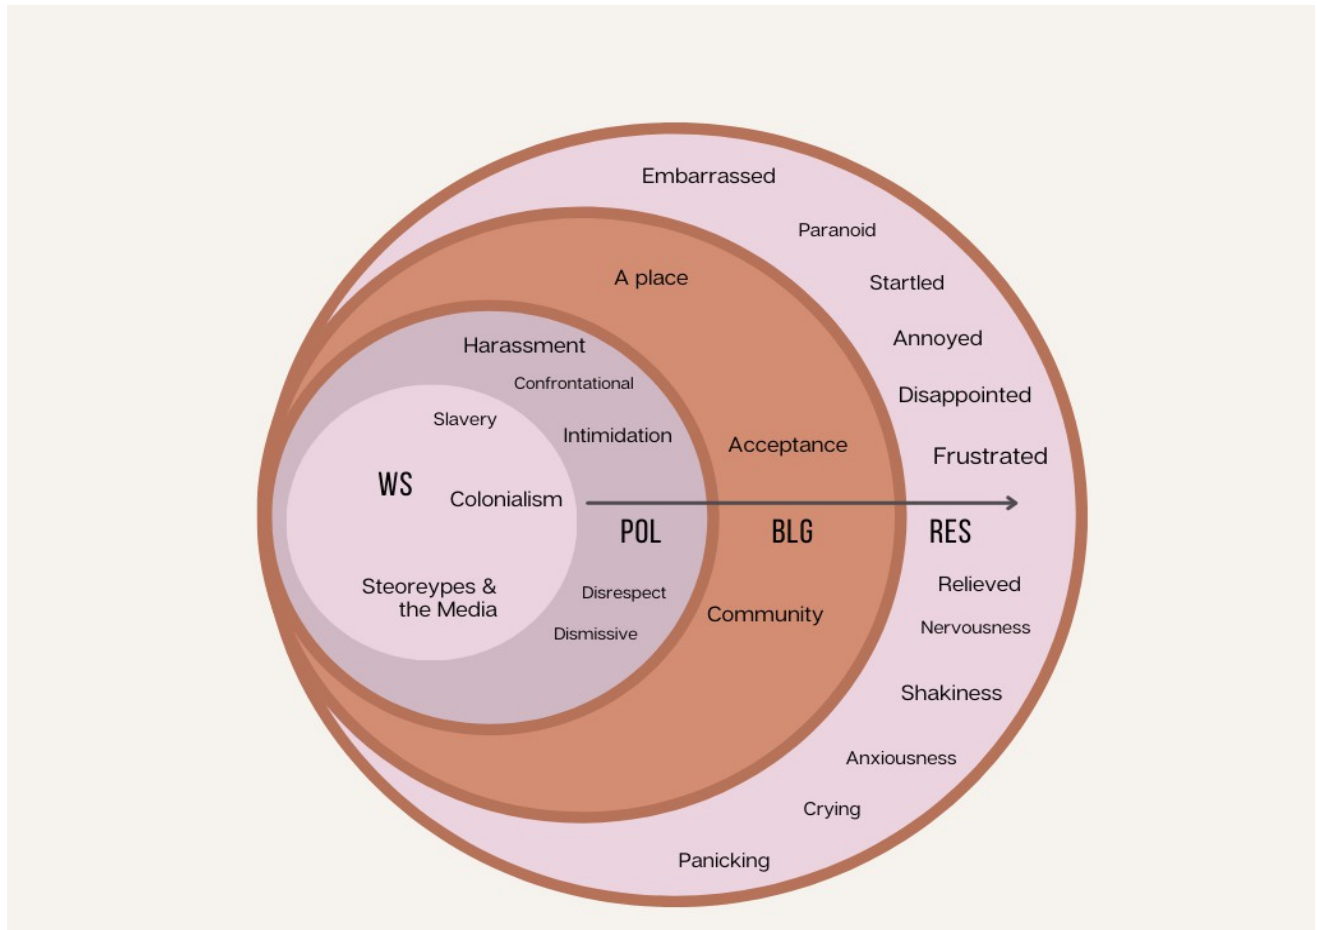 Embarrassed
Paranoid
A place
Startled
Annoyed
Harassment
Confrontational
Disappointed
Slavery
Intimidation
Acceptance
Frustrated
WS
Colonialism
POL
BLG
RES
Steoreypes &
the Media
Disrespect
Relieved
Community
Nervousness
Dismissive
Shakiness
Anxiousness
Crying
Panicking